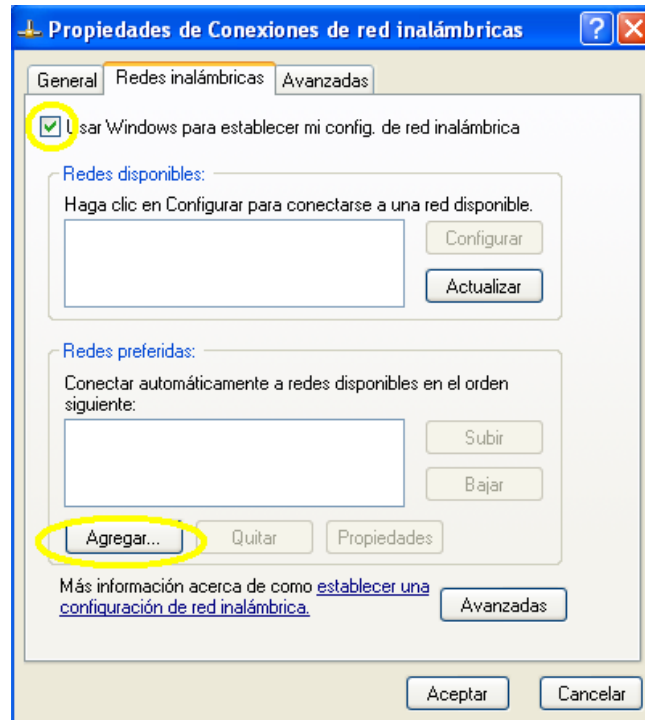 Propiedades de Conexiones de red inalámbricas
General Redes inalámbricas Avanzadas
Usar Windows para establecer mi config. de red inalámbrica
Redes disponibles:
Haga clic en Configurar para conectarse a una red disponible.
Configurar
Actualizar
Redes preferidas:
Conectar automáticamente a redes disponibles en el orden
siguiente:
Subir
Bajar
Agregar... Quitar Propiedades
Más información acerca de como establecer una
configuración de red inalámbrica.
Avanzadas
Aceptar Cancelar